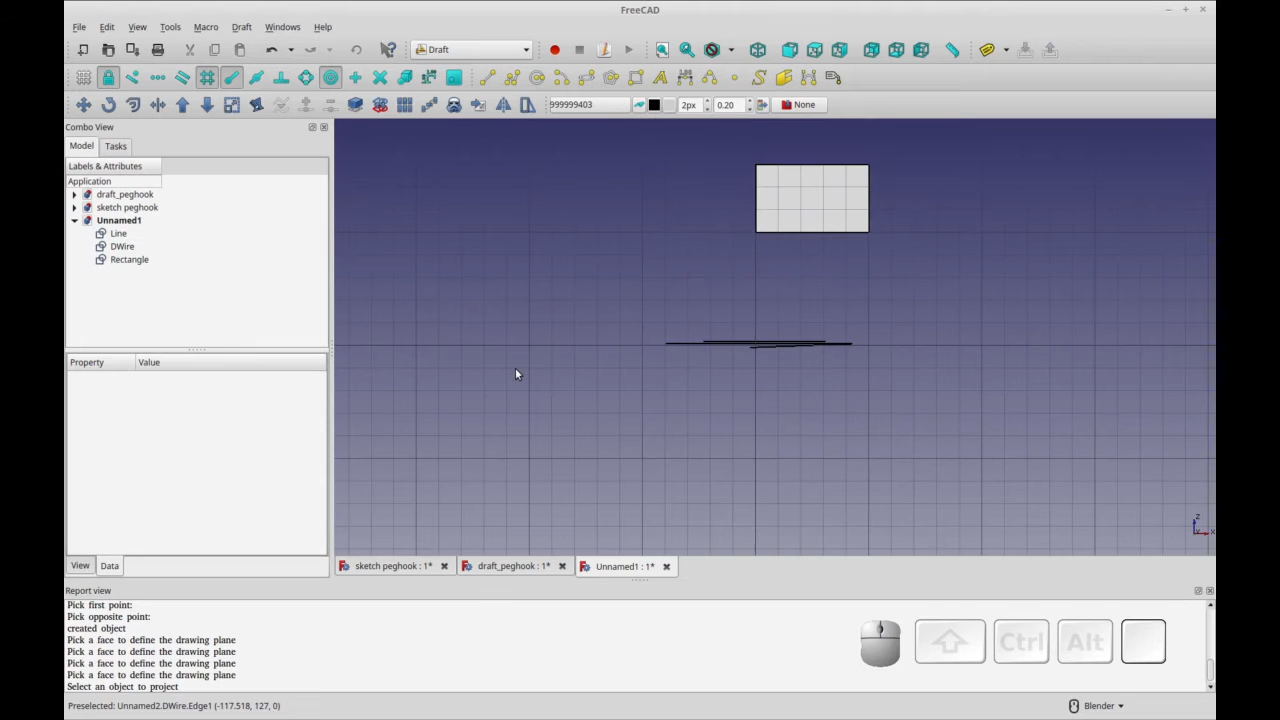 FreeCAD
File Edit View Tools Macro Draft Windows Help
Draft
999999403 2px 0.20 None
Combo View
Model Tasks
Labels & Attributes
Application
draft_peghook
sketch peghook
Unnamed1
Line
DWire
Rectangle
Property Value
z
x
View Data
sketch peghook : 1* draft_peghook : 1* Unnamed1 : 1*
Report view
Pick first point:
Pick opposite point:
created object
Pick a face to define the drawing plane
Pick a face to define the drawing plane
Pick a face to define the drawing plane
Pick a face to define the drawing plane
Select an object to project
Ctrl Alt
Preselected: Unnamed2.DWire.Edge1 (-117.518, 127, 0)
Blender